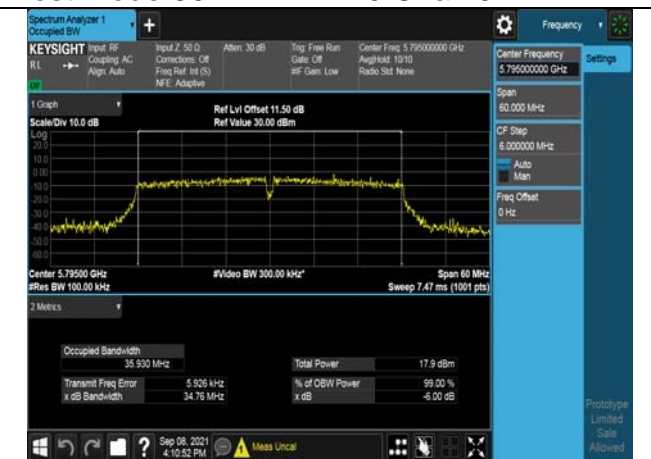 Spectrum Analyzer 1
Occupied BW
+
Frequency
KEYSIGHT Input: RF
RL
Coupling: AC
Align: Auto
Input Z: 50 Ω
Corrections: Off
Freq Ref: Int (S)
NFE: Adaptive
Atten: 30 dB
Trig: Free Run
Gate: Off
#IF Gain: Low
Center Freq: 5.795000000 GHz
Avg|Hold: 10/10
Radio Std: None
Center Frequency
5.795000000 GHz
Settings
Span
60.000 MHz
CF Step
6.000000 MHz
Auto
Man
Freq Offset
0 Hz
1 Graph
Scale/Div 10.0 dB
Ref Lvl Offset 11.50 dB
Ref Value 30.00 dBm
Log
20.0
10.0
0.00
-10.0
-20.0
-30.0
-40.0
-50.0
-60.0
Center 5.79500 GHz
#Res BW 100.00 kHz
#Video BW 300.00 kHz*
Span 60 MHz
Sweep 7.47 ms (1001 pts)
2 Metrics
Occupied Bandwidth
35.930 MHz
Total Power 17.9 dBm
Transmit Freq Error 5.926 kHz
% of OBW Power 99.00 %
x dB Bandwidth 34.76 MHz
x dB -6.00 dB
Prototype
Limited
Sale
Allowed
?
Sep 08, 2021
4:10:52 PM
Meas Uncal